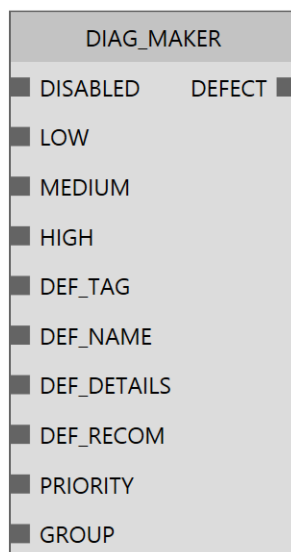 DIAG_MAKER
DISABLED DEFECT
LOW
MEDIUM
HIGH
DEF_TAG
DEF_NAME
DEF_DETAILS
DEF_RECOM
PRIORITY
GROUP